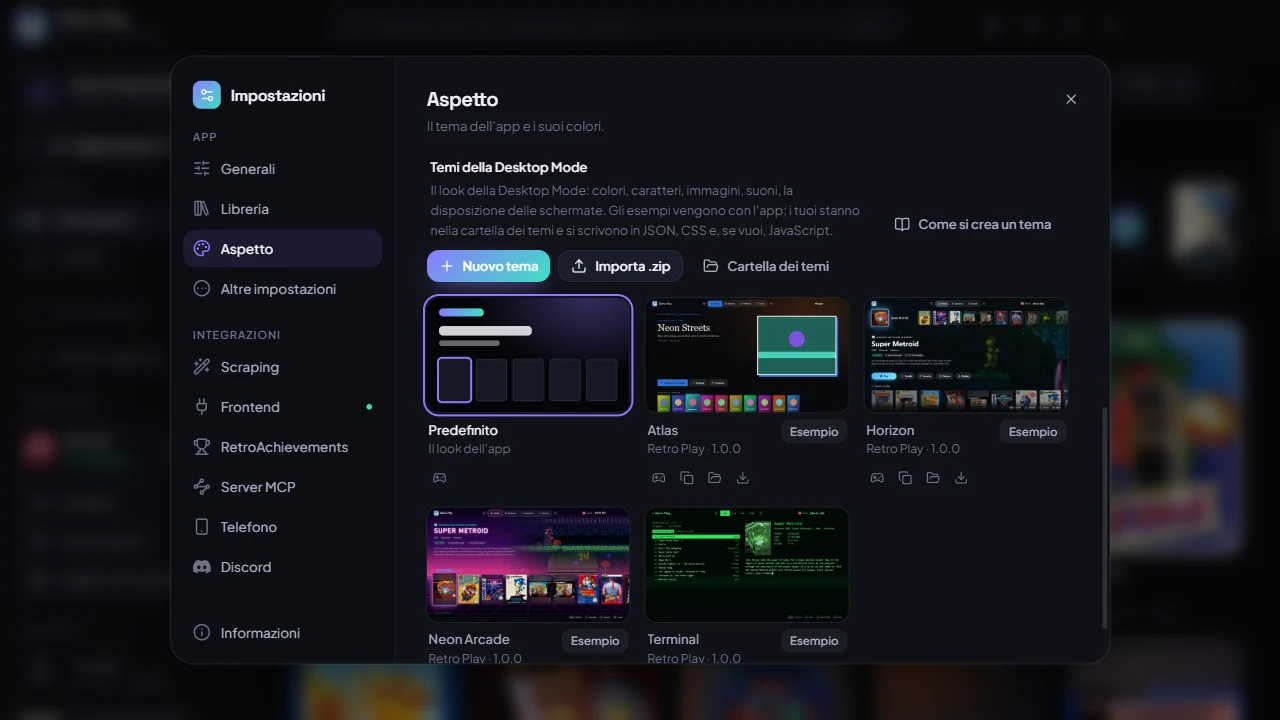 Impostazioni
APP
Generali
Libreria
Aspetto
Altre impostazioni
INTEGRAZIONI
Scraping
Frontend
RetroAchievements
Server MCP
Telefono
Discord
Informazioni
Aspetto
Il tema dell'app e i suoi colori.
Temi della Desktop Mode
Il look della Desktop Mode: colori, caratteri, immagini, suoni, la
disposizione delle schermate. Gli esempi vengono con l'app; i tuoi stanno
nella cartella dei temi e si scrivono in JSON, CSS e, se vuoi, JavaScript.
Come si crea un tema
Nuovo tema
Importa .zip
Cartella dei temi
Neon Streets
Super Metroid
Predefinito
Il look dell'app
Atlas
Esempio
Retro Play · 1.0.0
Horizon
Esempio
Retro Play · 1.0.0
SUPER METROID
Super Metroid
Neon Arcade
Esempio
Retro Play · 1.0.0
Terminal
Esempio
Retro Play · 1.0.0